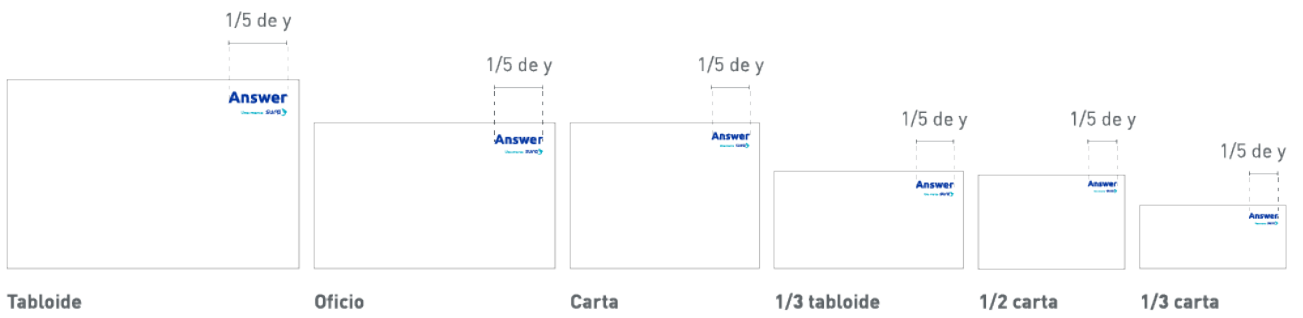 1/5 de y
Answer
1/5 de y
Answer
1/5 de y
Answer
1/5 de y
Answer
1/5 de y
Answer
1/5 de y
Answer
Tabloide
Oficio
Carta
1/3 tabloide
1/2 carta
1/3 carta